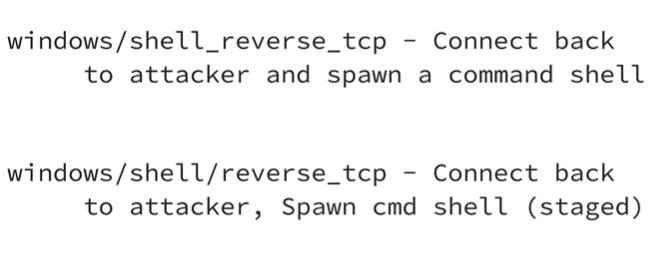 windows/shell_reverse_tcp - Connect back
to attacker and spawn a command shell
windows/shell/reverse_tcp - Connect back
to attacker, Spawn cmd shell (staged)